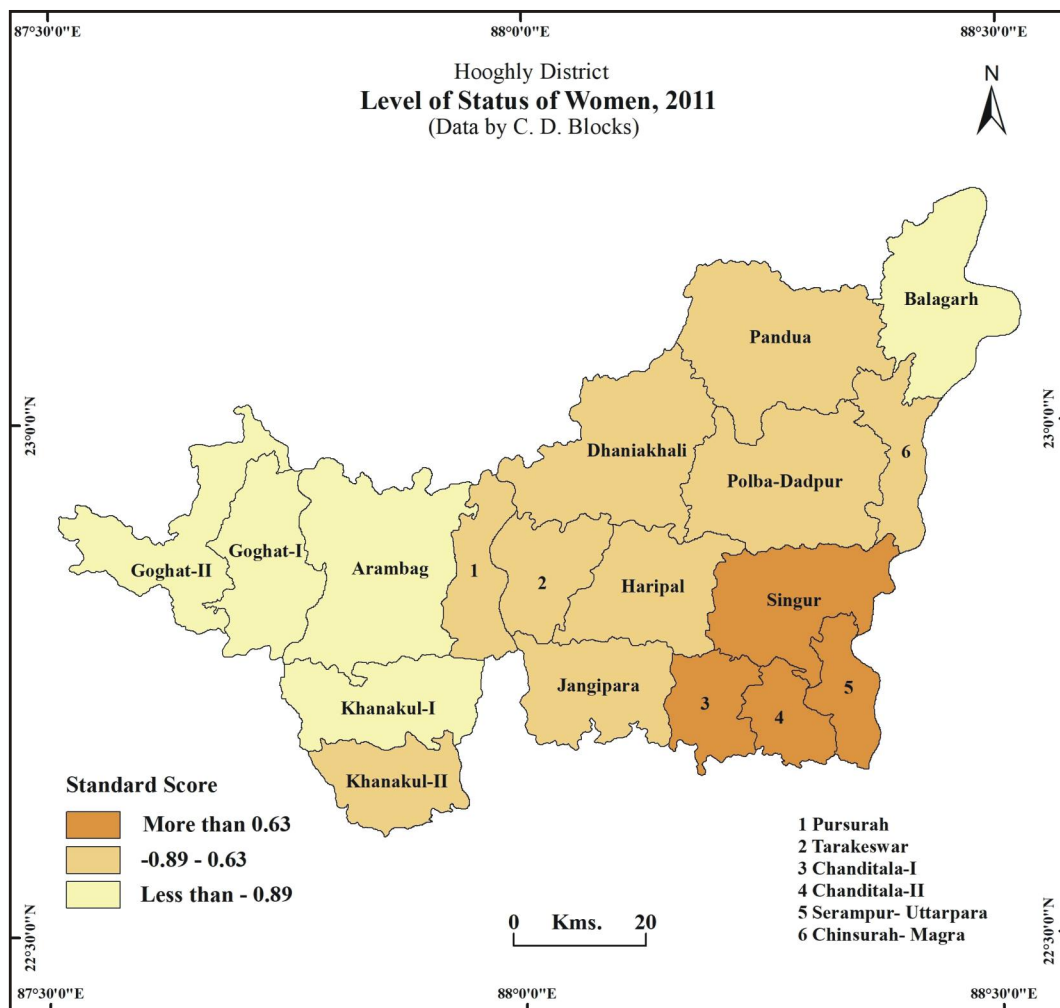 87°30'0"E
88°0'0"E
88°30'0"E
Hooghly District
Level of Status of Women, 2011
(Data by C. D. Blocks)
N
Balagarh
Pandua
23°0'0"N
23°0'0"N
Dhaniakhali
6
Polba-Dadpur
Goghat-I
Goghat-II
Arambag
1
2
Haripal
Singur
Jangipara
3
4
5
Khanakul-I
Khanakul-II
Standard Score
More than 0.63
-0.89 - 0.63
Less than - 0.89
0 Kms. 20
1 Pursurah
2 Tarakeswar
3 Chanditala-I
4 Chanditala-II
5 Serampur- Uttarpara
6 Chinsurah- Magra
22°30'0"N
22°30'0"N
87°30'0"E
88°0'0"E
88°30'0"E